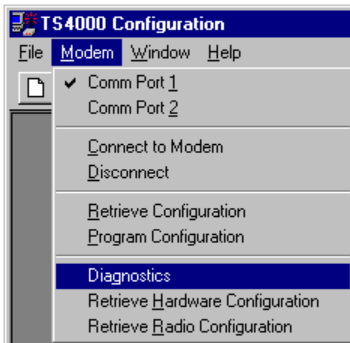 TS4000 Configuration
File Modem Window Help
Comm Port 1
Comm Port 2
Connect to Modem
Disconnect
Retrieve Configuration
Program Configuration
Diagnostics
Retrieve Hardware Configuration
Retrieve Radio Configuration